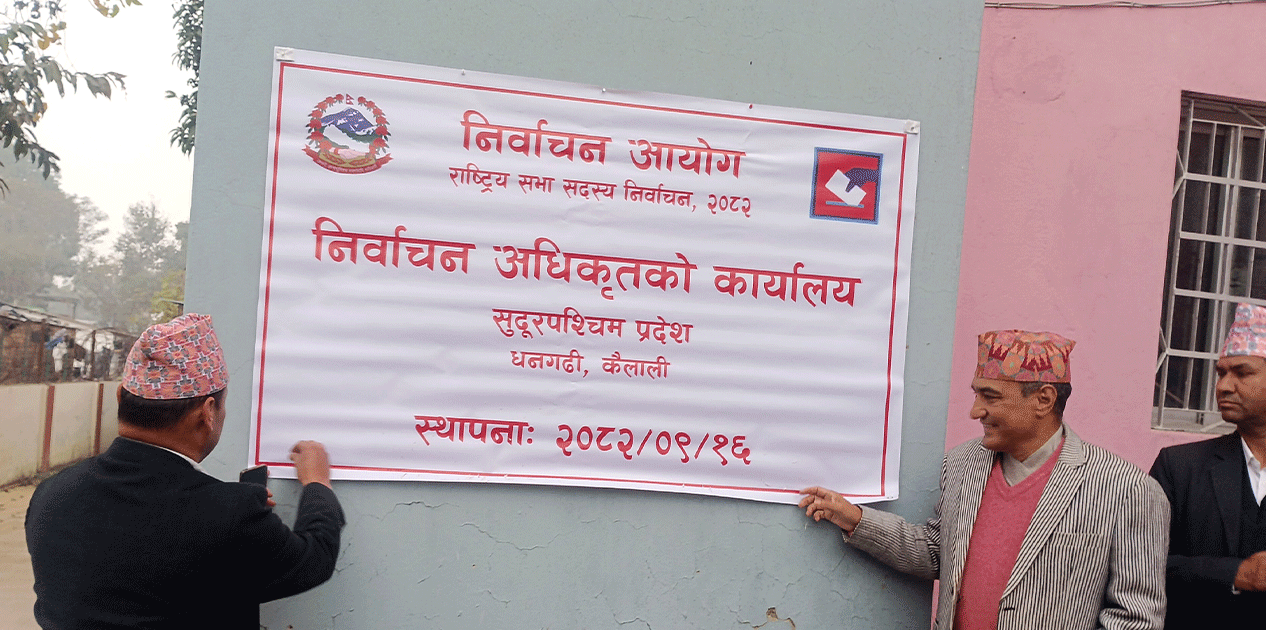 निर्वाचन आयोग
राष्ट्रिय सभा सदस्य निर्वाचन, २०८२
निर्वाचन अधिकृतको कार्यालय
सुदूरपश्चिम प्रदेश
धनगढी, कैलाली
स्थापनाः २०८२/०९/१६